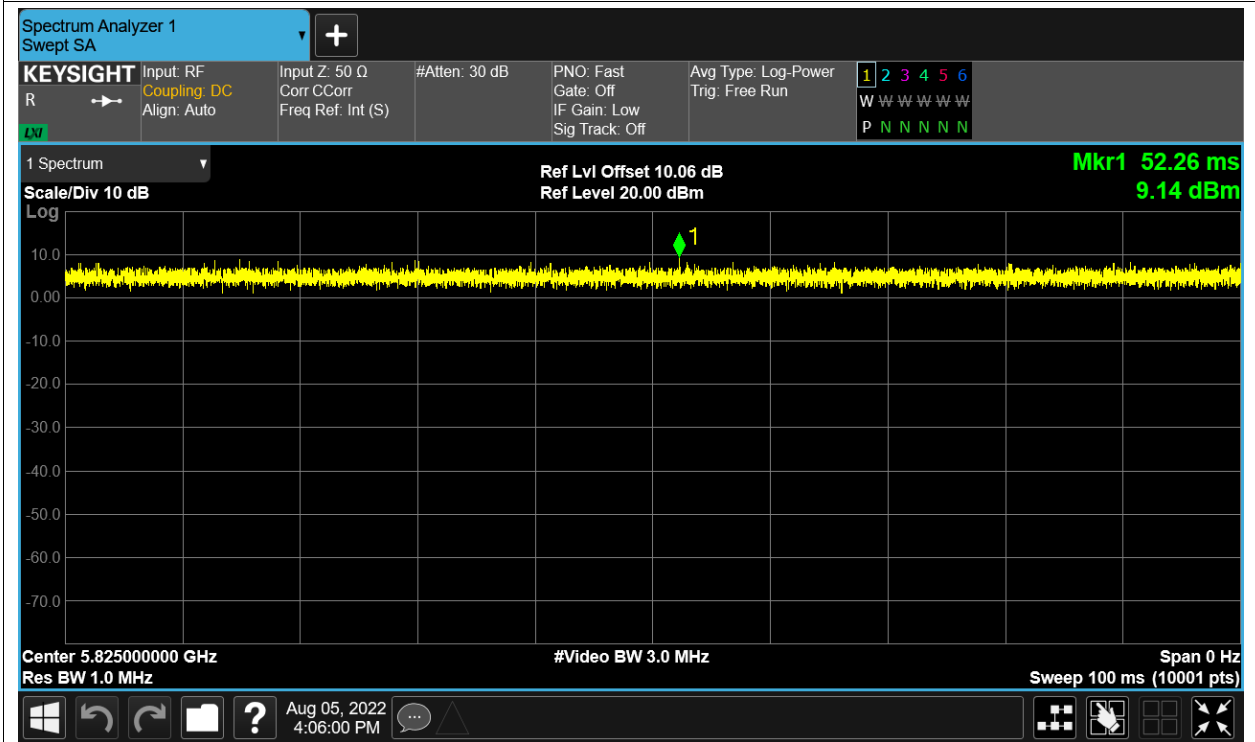 Spectrum Analyzer 1
Swept SA
+
KEYSIGHT Input: RF Input Z: 50 Ω #Atten: 30 dB PNO: Fast Avg Type: Log-Power 1 2 3 4 5 6
R Coupling: DC Corr CCorr Gate: Off Trig: Free Run W W W W W W
Align: Auto Freq Ref: Int (S) IF Gain: Low P N N N N N
LXI Sig Track: Off
1 Spectrum Ref Lvl Offset 10.06 dB Mkr1 52.26 ms
Scale/Div 10 dB Ref Level 20.00 dBm 9.14 dBm
Log
1
10.0
0.00
-10.0
-20.0
-30.0
-40.0
-50.0
-60.0
-70.0
Center 5.825000000 GHz #Video BW 3.0 MHz Span 0 Hz
Res BW 1.0 MHz Sweep 100 ms (10001 pts)
? Aug 05, 2022
4:06:00 PM